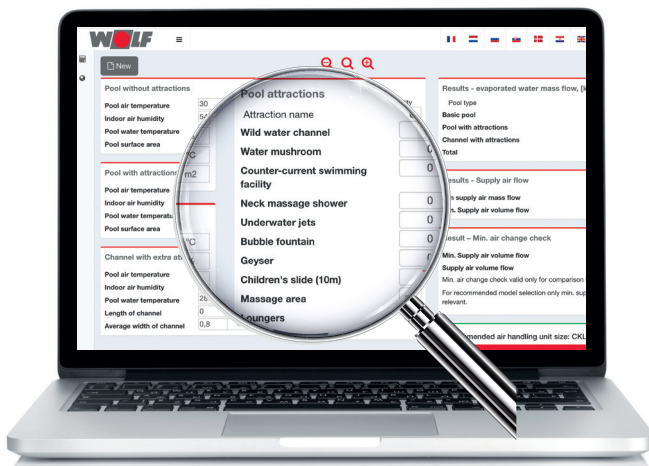 WOLF
New
Pool without attractions
Pool air temperature 30
Indoor air humidity 54
Pool water temperature
Pool surface area
°C
Pool with attractions m2
Pool air temperature
Indoor air humidity
Pool water
Pool surface area
°C
Channel with extra
Pool air temperature
Indoor air humidity
Pool water temperature 28
Length of channel 0
Average width of channel 0,8
Pool attractions
Attraction name
Wild water channel
Water mushroom 0
Counter-current swimming 0
facility
Neck massage shower 0
Underwater jets 0
Bubble fountain 0
Geyser 0
Children's slide (10m)
Massage area
Loungers
Results - evaporated water mass flow, [k
Pool type
Basic pool
Pool with attractions
Channel with attractions
Total
Results - Supply air flow
supply air mass flow
Supply air volume flow
Result – Min. air change check
Min. Supply air volume flow
Supply air volume flow
Min. air change check valid only for comparison
For recommended model selection only min. sup
relevant.
mended air handling unit size: CKL